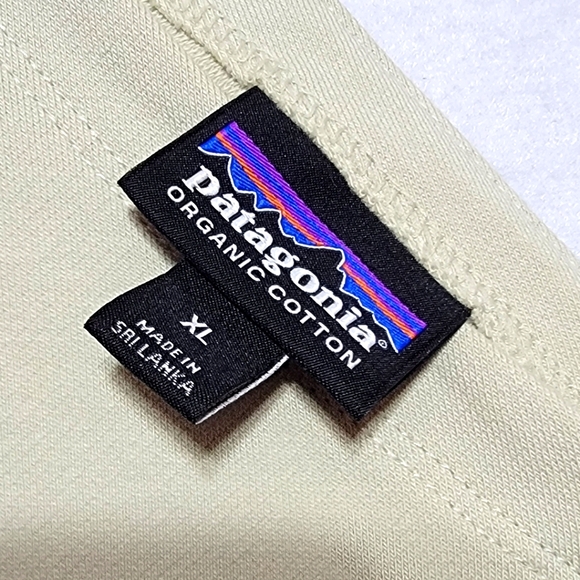 patagonia®
ORGANIC COTTON
XL
MADE IN
SRI LANKA